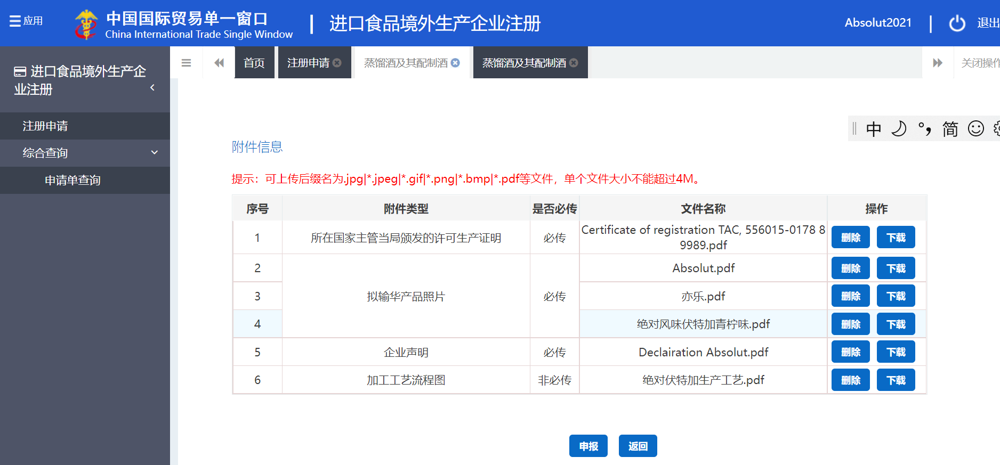 应用
中国国际贸易单一窗口
China International Trade Single Window
进口食品境外生产企业注册
Absolut2021
退出
进口食品境外生产企
业注册
注册申请
综合查询
申请单查询
首页
注册申请
蒸馏酒及其配制酒
蒸馏酒及其配制酒
关闭操作
中 °, 简
附件信息
提示：可上传后缀名为.jpg|*.jpeg|*.gif|*.png|*.bmp|*.pdf等文件，单个文件大小不能超过4M。
序号 附件类型 是否必传 文件名称 操作
1 所在国家主管当局颁发的许可生产证明 必传 Certificate of registration TAC, 556015-0178 8
9989.pdf 删除 下载
2 Absolut.pdf 删除 下载
3 拟输华产品照片 必传 亦乐.pdf 删除 下载
4 绝对风味伏特加青柠味.pdf 删除 下载
5 企业声明 必传 Declairation Absolut.pdf 删除 下载
6 加工工艺流程图 非必传 绝对伏特加生产工艺.pdf 删除 下载
申报 返回